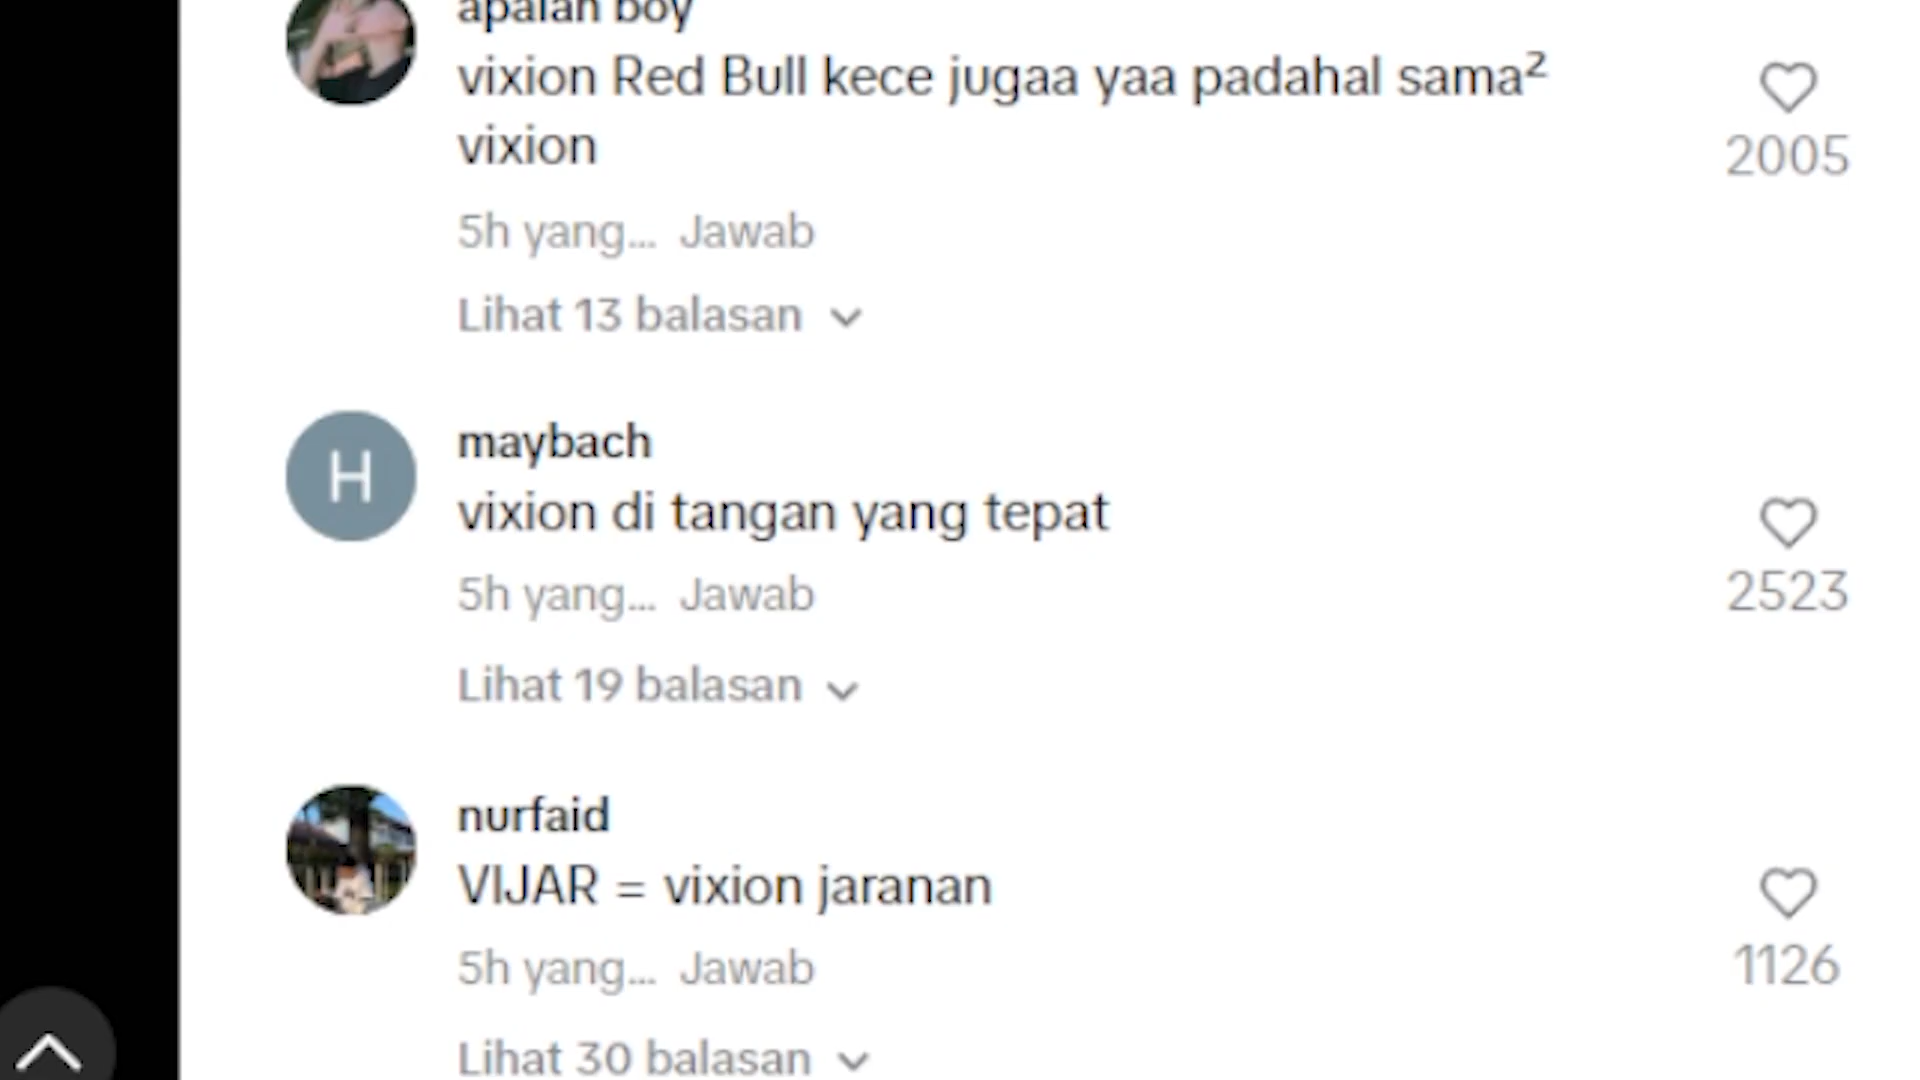 apalah boy
vixion Red Bull kece jugaa yaa padahal sama²
vixion
2005
5h yang... Jawab
Lihat 13 balasan
H
maybach
vixion di tangan yang tepat
2523
5h yang... Jawab
Lihat 19 balasan
nurfaid
VIJAR = vixion jaranan
1126
5h yang... Jawab
Lihat 30 balasan